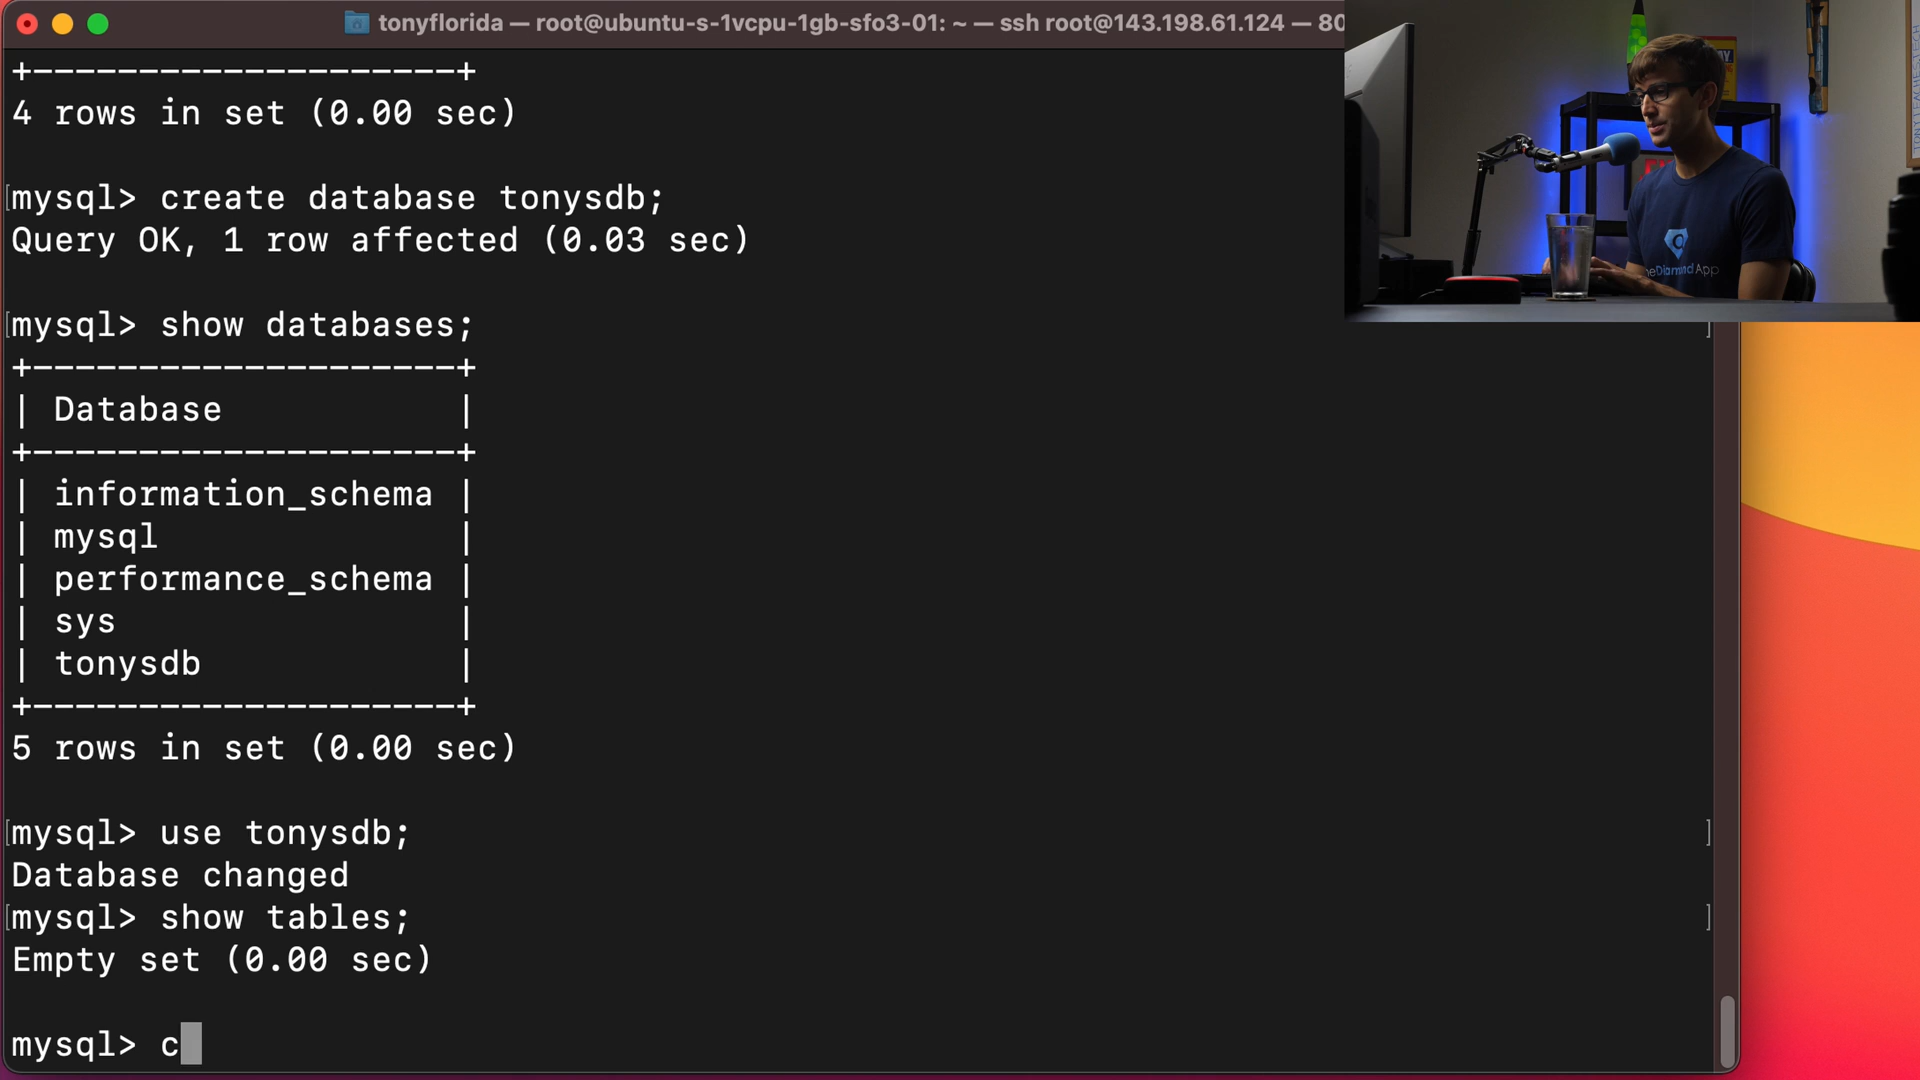 tonyflorida — root@ubuntu-s-1vcpu-1gb-sfo3-01: ~ — ssh root@143.198.61.124 — 80
+--------------------+
4 rows in set (0.00 sec)
mysql> create database tonysdb;
Query OK, 1 row affected (0.03 sec)
mysql> show databases;
+--------------------+
| Database           |
+--------------------+
| information_schema |
| mysql              |
| performance_schema |
| sys                |
| tonysdb            |
+--------------------+
5 rows in set (0.00 sec)
mysql> use tonysdb;
Database changed
mysql> show tables;
Empty set (0.00 sec)
mysql> c
neDiamond App